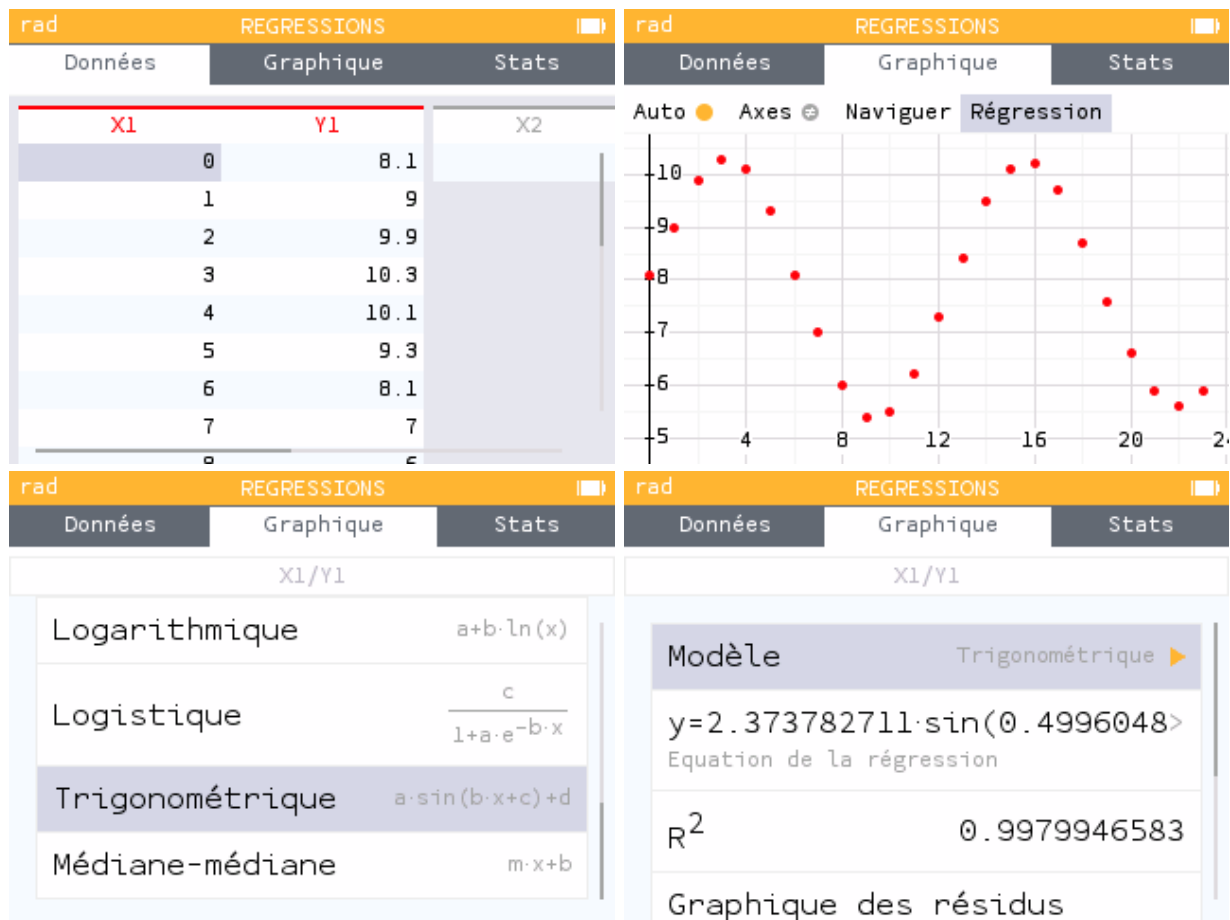 rad REGRESSIONS
Données Graphique Stats
X1 Y1 X2
0 8.1
1 9
2 9.9
3 10.3
4 10.1
5 9.3
6 8.1
7 7
8 6
rad REGRESSIONS
Données Graphique Stats
Auto Axes Naviguer Régression
10
9
8
7
6
5
4 8 12 16 20 24
rad REGRESSIONS
Données Graphique Stats
X1/Y1
Logarithmique a+b·ln(x)
Logistique c
1+a·e^-b·x
Trigonométrique a·sin(b·x+c)+d
Médiane-médiane m·x+b
rad REGRESSIONS
Données Graphique Stats
X1/Y1
Modèle Trigonométrique
y=2.373782711·sin(0.4996048>
Equation de la régression
R² 0.9979946583
Graphique des résidus